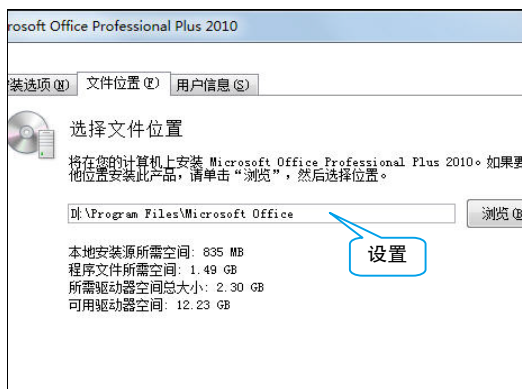 rosoft Office Professional Plus 2010
装选项(N) 文件位置(F) 用户信息(S)
选择文件位置
将在您的计算机上安装 Microsoft Office Professional Plus 2010。如果要
他位置安装此产品，请单击“浏览”，然后选择位置。
D:\Program Files\Microsoft Office
浏览(B
设置
本地安装源所需空间: 835 MB
程序文件所需空间: 1.49 GB
所需驱动器空间总大小: 2.30 GB
可用驱动器空间: 12.23 GB